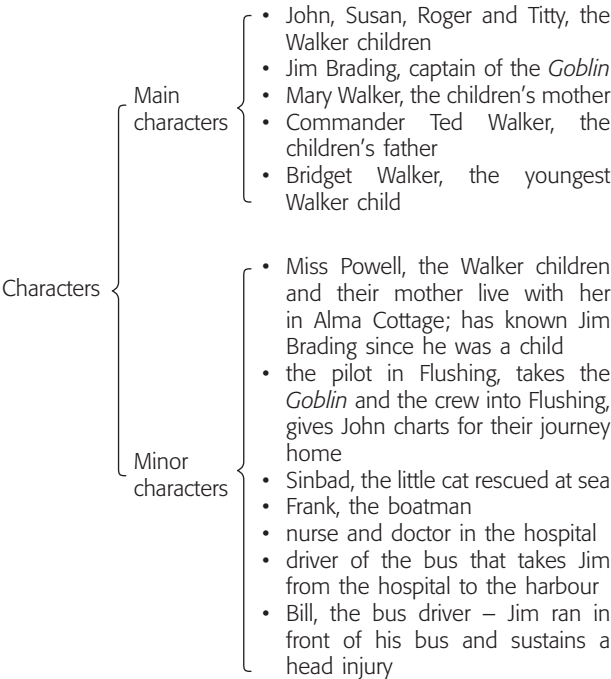 Characters
Main
characters
• John, Susan, Roger and Titty, the
Walker children
• Jim Brading, captain of the Goblin
• Mary Walker, the children's mother
• Commander Ted Walker, the
children's father
• Bridget Walker, the youngest
Walker child
Minor
characters
• Miss Powell, the Walker children
and their mother live with her
in Alma Cottage; has known Jim
Brading since he was a child
• the pilot in Flushing, takes the
Goblin and the crew into Flushing,
gives John charts for their journey
home
• Sinbad, the little cat rescued at sea
• Frank, the boatman
• nurse and doctor in the hospital
• driver of the bus that takes Jim
from the hospital to the harbour
• Bill, the bus driver – Jim ran in
front of his bus and sustains a
head injury